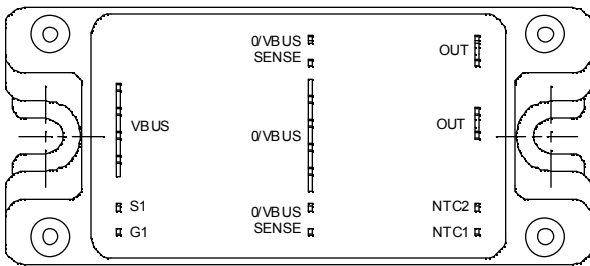 0/VBUS
SENSE
OUT
VBUS
0/VBUS
OUT
S1
0/VBUS
SENSE
NTC2
G1
NTC1